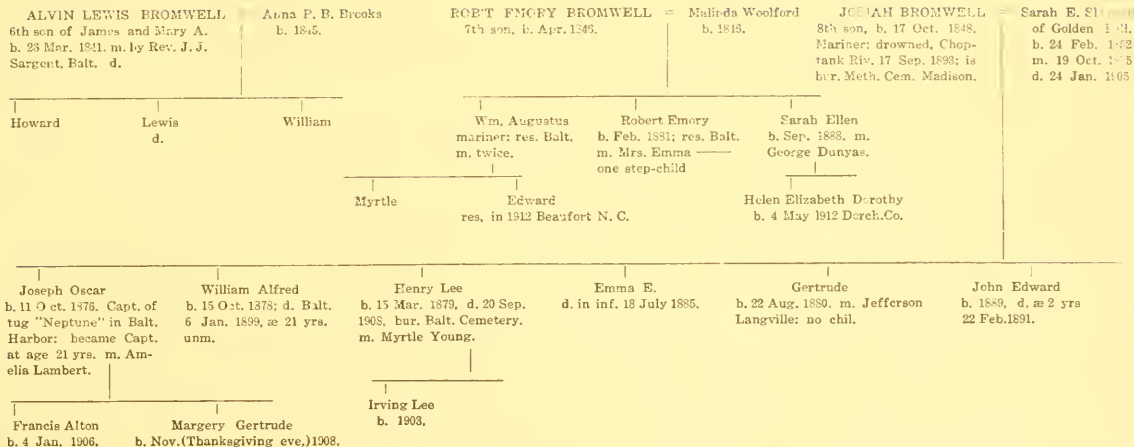 ALVIN LEWIS BROMWELL
6th son of James and Mary A.
b. 23 Mar. 1841. m. by Rev. J. J.
Sargent, Balt. d.
=
Anna P. B. Brooks
b. 1845.
ROB'T EMORY BROMWELL
7th son, b. Apr. 1846.
=
Malinda Woolford
b. 1846.
JOSIAH BROMWELL
8th son, b. 17 Oct. 1848.
Mariner: drowned, Chop-
tank Riv. 17 Sep. 1893; is
bur. Meth. Cem. Madison.
=
Sarah E.
of Golden
b. 24 Feb.
m. 19 Oct.
d. 24 Jan. 1905
Howard
Lewis
d.
William
Wm. Augustus
mariner: res. Balt.
m. twice.
Robert Emory
b. Feb. 1881; res. Balt.
m. Mrs. Emma ——
one step-child
Sarah Ellen
b. Sep. 1888. m.
George Dunyas.
Myrtle
Edward
res, in 1912 Beaufort N. C.
Helen Elizabeth Dorothy
b. 4 May 1912 Dorch.Co.
Joseph Oscar
b. 11 Oct. 1876. Capt. of
tug "Neptune" in Balt.
Harbor: became Capt.
at age 21 yrs. m. Am-
elia Lambert.
William Alfred
b. 15 Oct. 1878; d. Balt.
6 Jan. 1899, æ 21 yrs.
unm.
Henry Lee
b. 15 Mar. 1879, d. 20 Sep.
1908, bur. Balt. Cemetery.
m. Myrtle Young.
Emma E.
d. in inf. 18 July 1885.
Gertrude
b. 22 Aug. 1880. m. Jefferson
Langville: no chil.
John Edward
b. 1889, d. æ 2 yrs
22 Feb.1891.
Francis Alton
b. 4 Jan. 1906.
Margery Gertrude
b. Nov.(Thanksgiving eve,)1908.
Irving Lee
b. 1903.